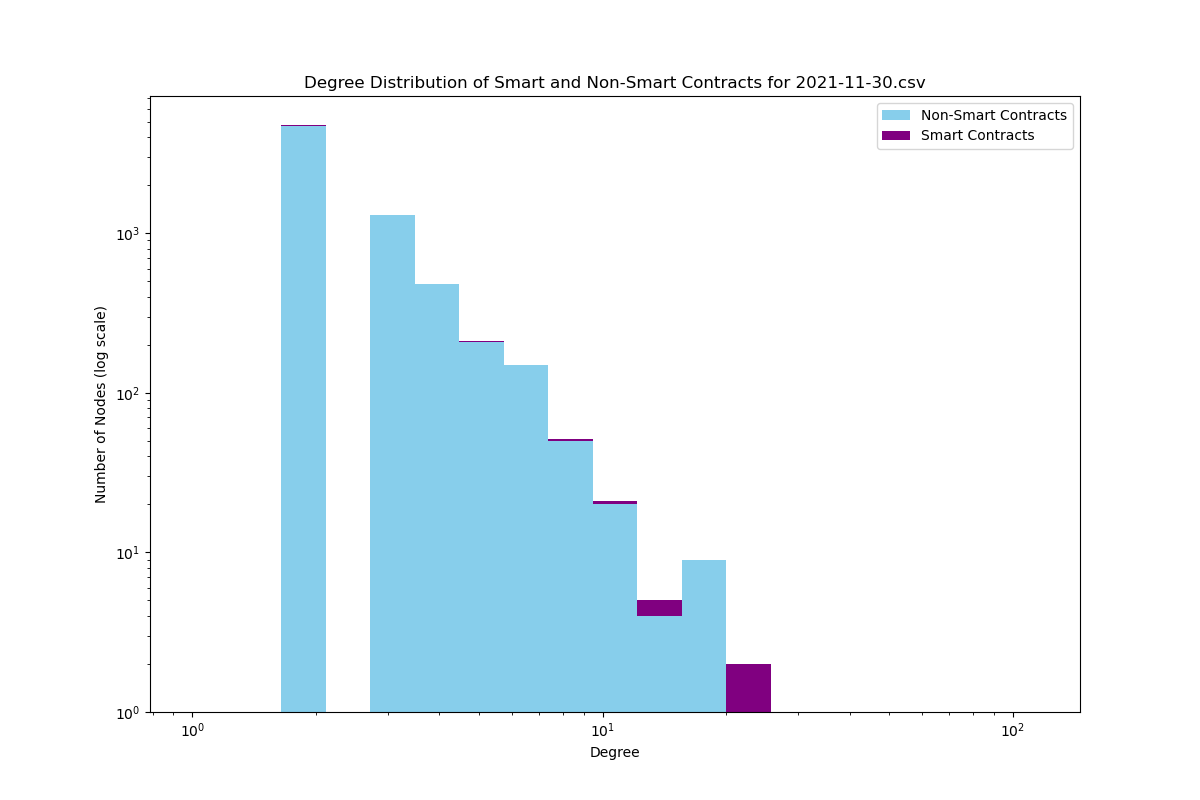 Degree Distribution of Smart and Non-Smart Contracts for 2021-11-30.csv
Non-Smart Contracts
Smart Contracts
Number of Nodes (log scale)
10³
10²
10¹
10⁰
10⁰ 10¹ 10²
Degree